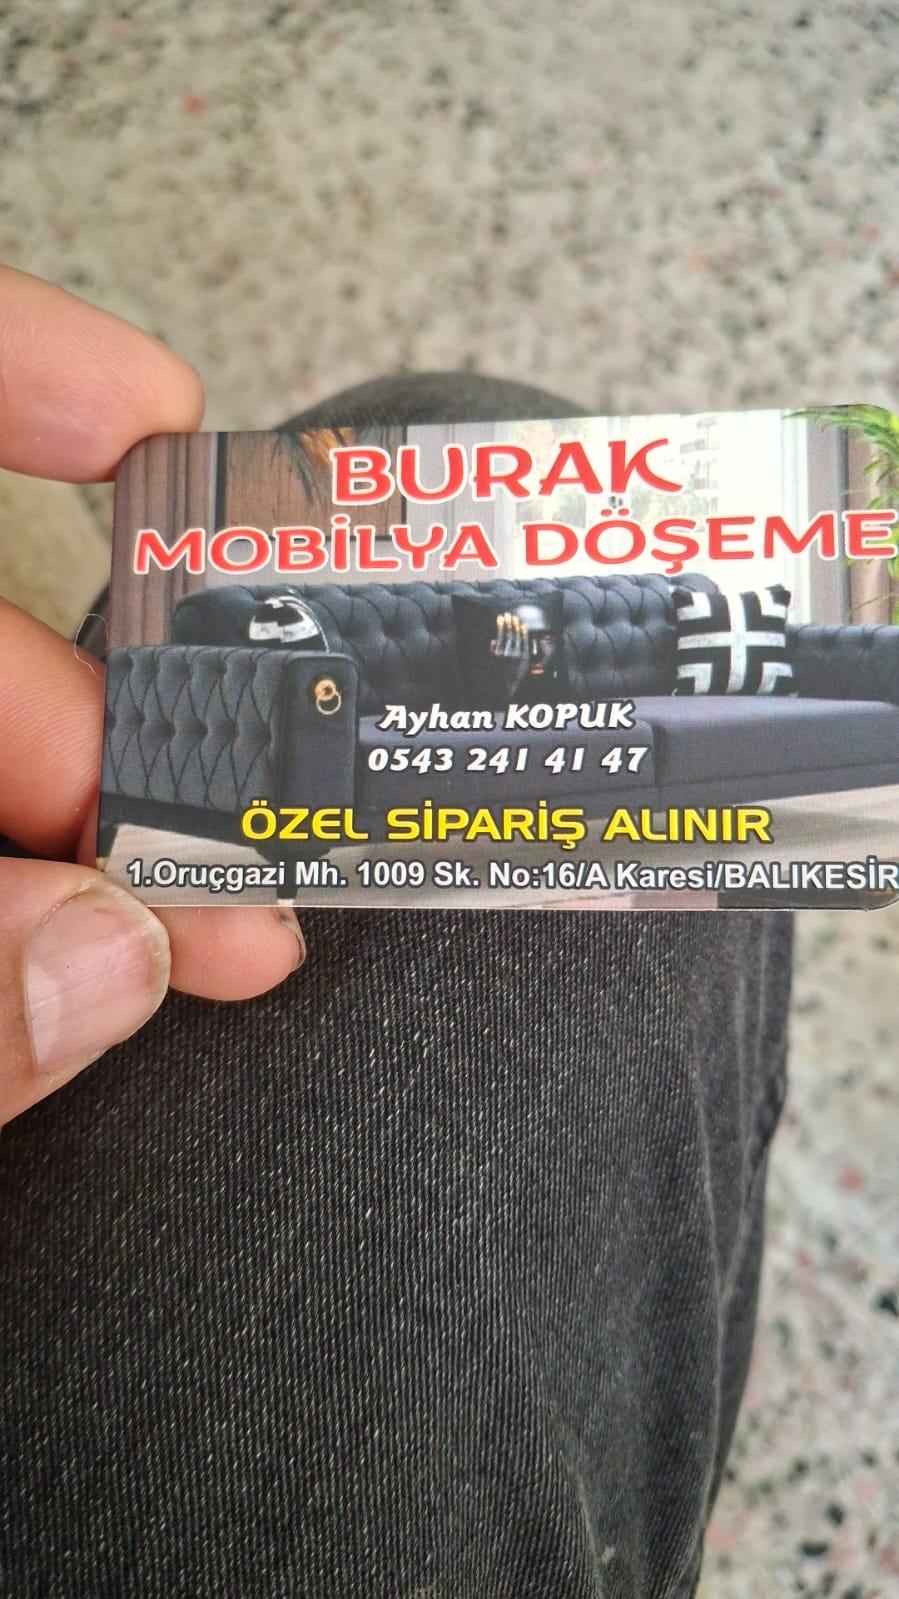 BURAK
MOBİLYA DÖŞEME
Ayhan KOPUK
0543 241 41 47
ÖZEL SİPARİŞ ALINIR
1.Oruçgazi Mh. 1009 Sk. No:16/A Karesi/BALIKESİR